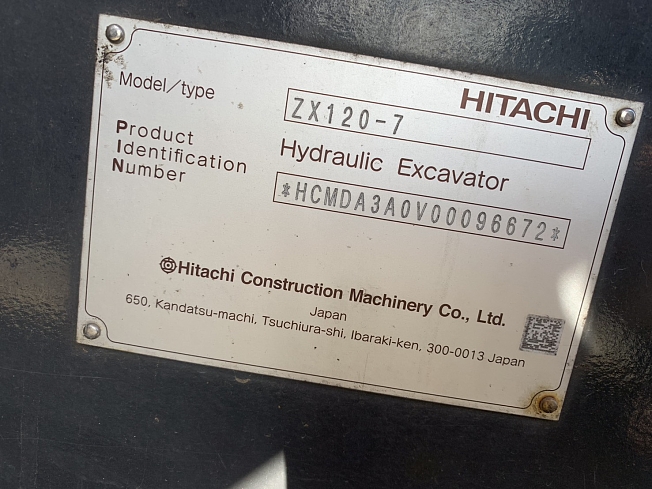 HITACHI
Model/type ZX120-7
Hydraulic Excavator
Product
Identification
Number
*HCMDA3A0V00096672*
Hitachi Construction Machinery Co., Ltd.
Japan
650, Kandatsu-machi, Tsuchiura-shi, Ibaraki-ken, 300-0013 Japan